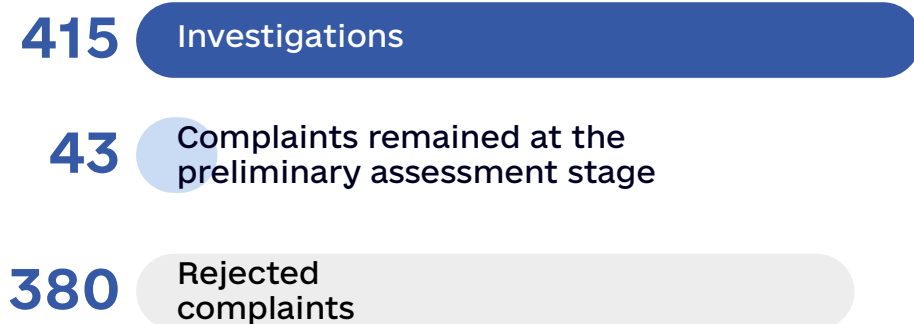 415 Investigations
43 Complaints remained at the
preliminary assessment stage
380 Rejected
complaints